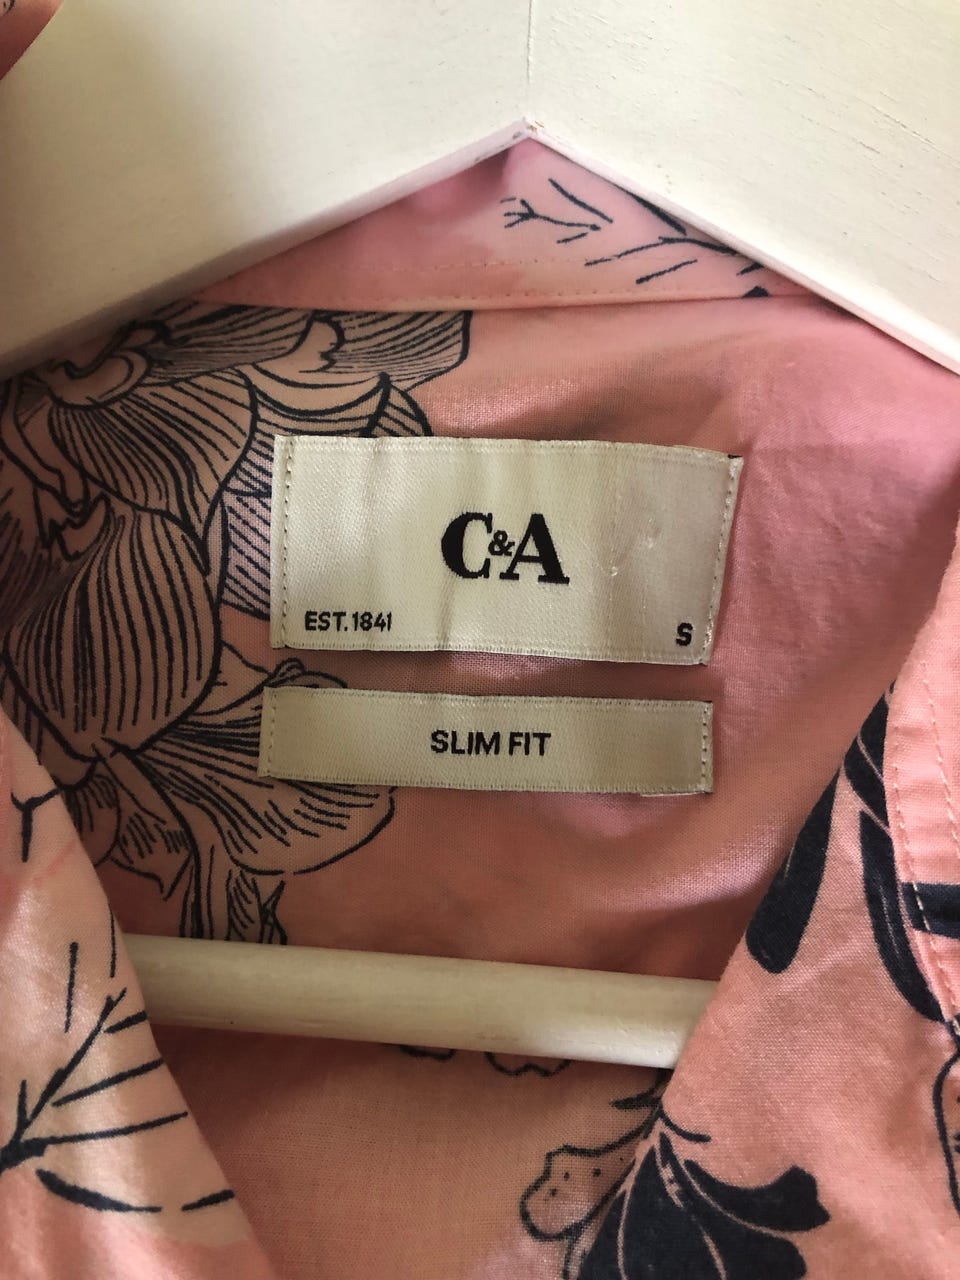 C&A
EST. 1841 S
SLIM FIT